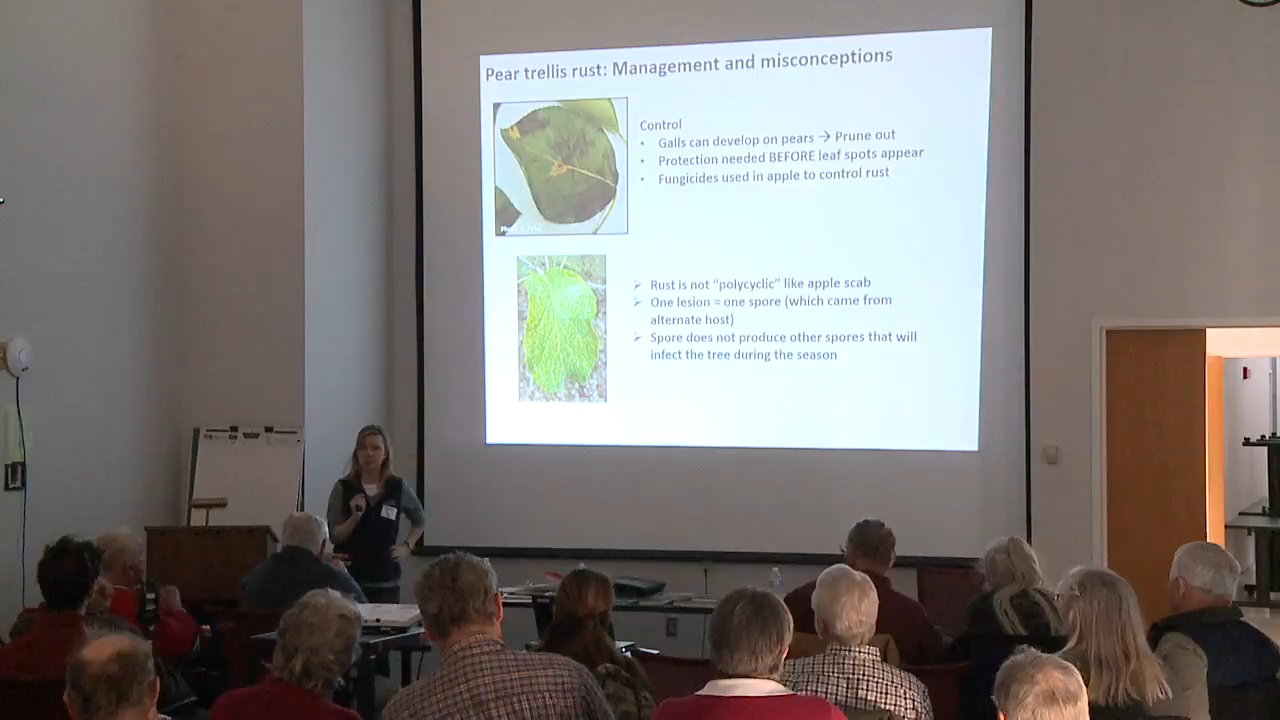 Pear trellis rust: Management and misconceptions
Control
• Galls can develop on pears → Prune out
• Protection needed BEFORE leaf spots appear
• Fungicides used in apple to control rust
➢ Rust is not "polycyclic" like apple scab
➢ One lesion = one spore (which came from
alternate host)
➢ Spore does not produce other spores that will
infect the tree during the season